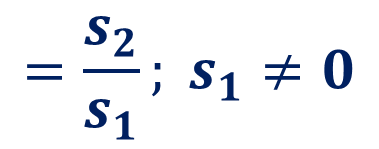 = s₂/s₁; s₁ ≠ 0